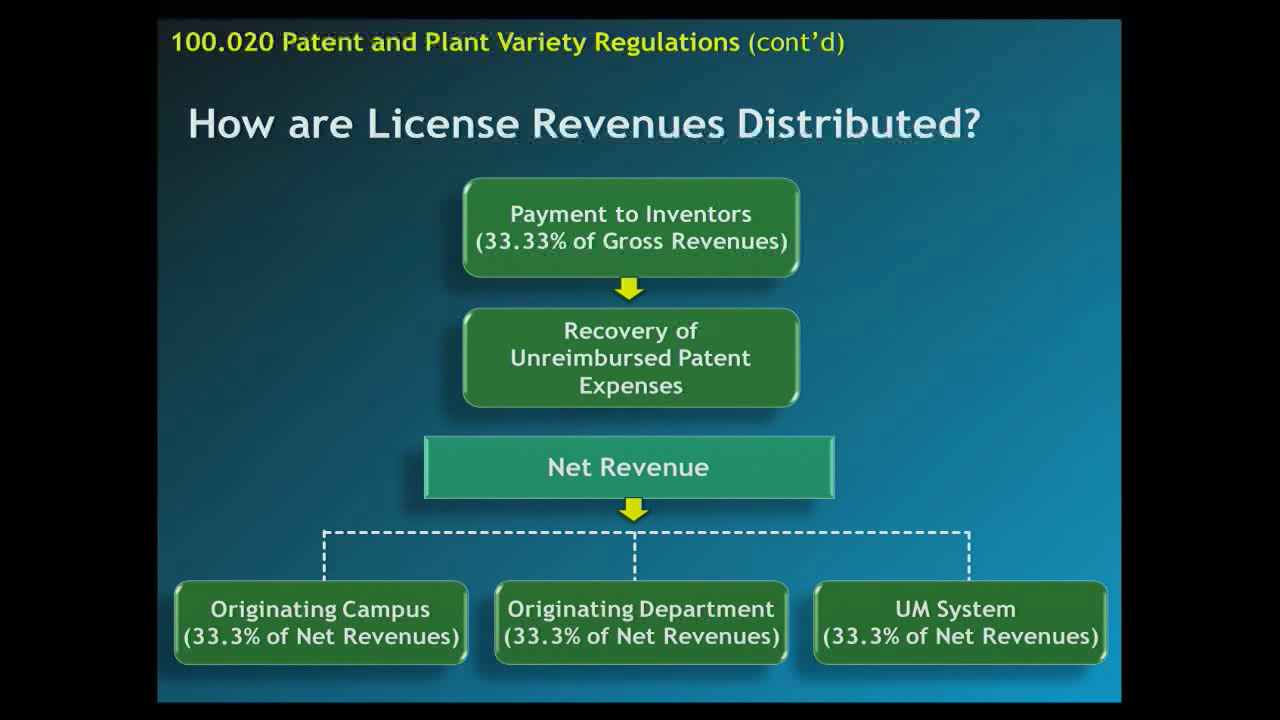 100.020 Patent and Plant Variety Regulations (cont’d)
How are License Revenues Distributed?
Payment to Inventors
(33.33% of Gross Revenues)
Recovery of
Unreimbursed Patent
Expenses
Net Revenue
Originating Campus
(33.3% of Net Revenues)
Originating Department
(33.3% of Net Revenues)
UM System
(33.3% of Net Revenues)